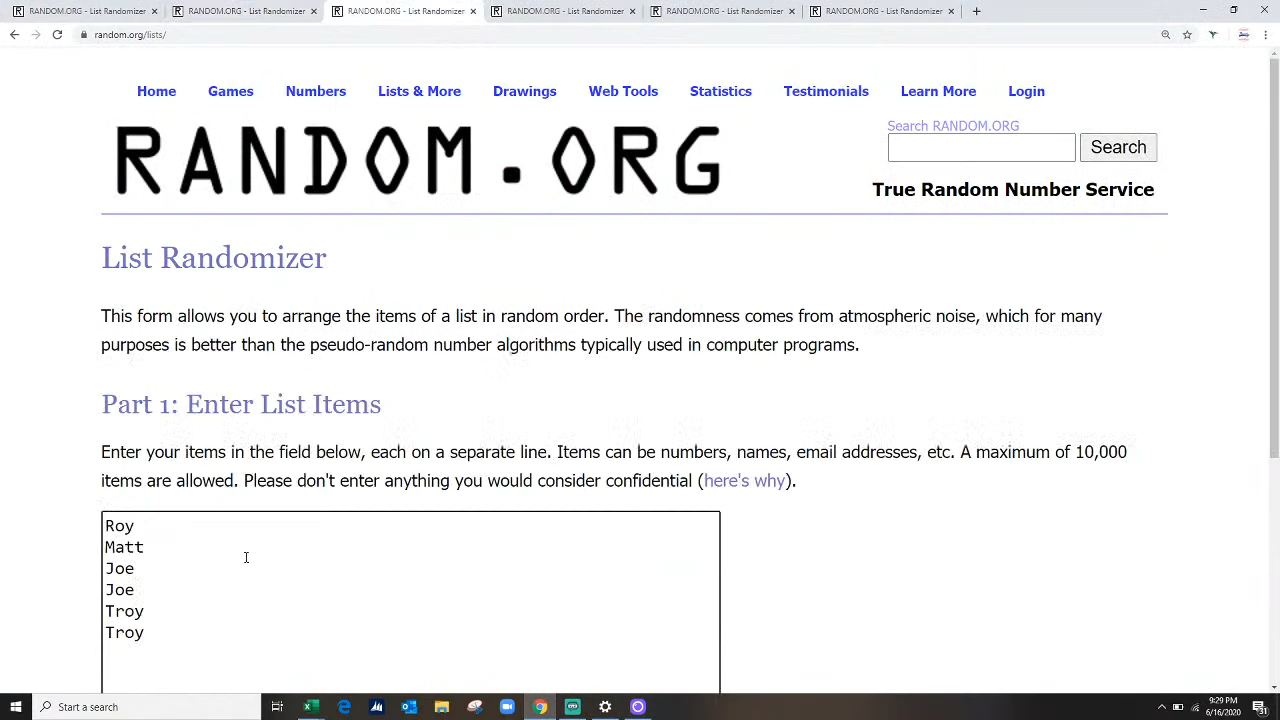 RANDOM.ORG - List Randomizer
RANDOM.ORG - List Randomizer
RANDOM.ORG - List Randomizer
RANDOM.ORG - List Randomizer
RANDOM.ORG - List Randomizer
RANDOM.ORG - List Randomizer
random.org/lists/
Home Games Numbers Lists & More Drawings Web Tools Statistics Testimonials Learn More Login
RANDOM.ORG
Search RANDOM.ORG
Search
True Random Number Service
List Randomizer
This form allows you to arrange the items of a list in random order. The randomness comes from atmospheric noise, which for many
purposes is better than the pseudo-random number algorithms typically used in computer programs.
Part 1: Enter List Items
Enter your items in the field below, each on a separate line. Items can be numbers, names, email addresses, etc. A maximum of 10,000
items are allowed. Please don't enter anything you would consider confidential (here's why).
Roy
Matt
Joe
Joe
Troy
Troy
Start a search
9:29 PM
6/16/2020